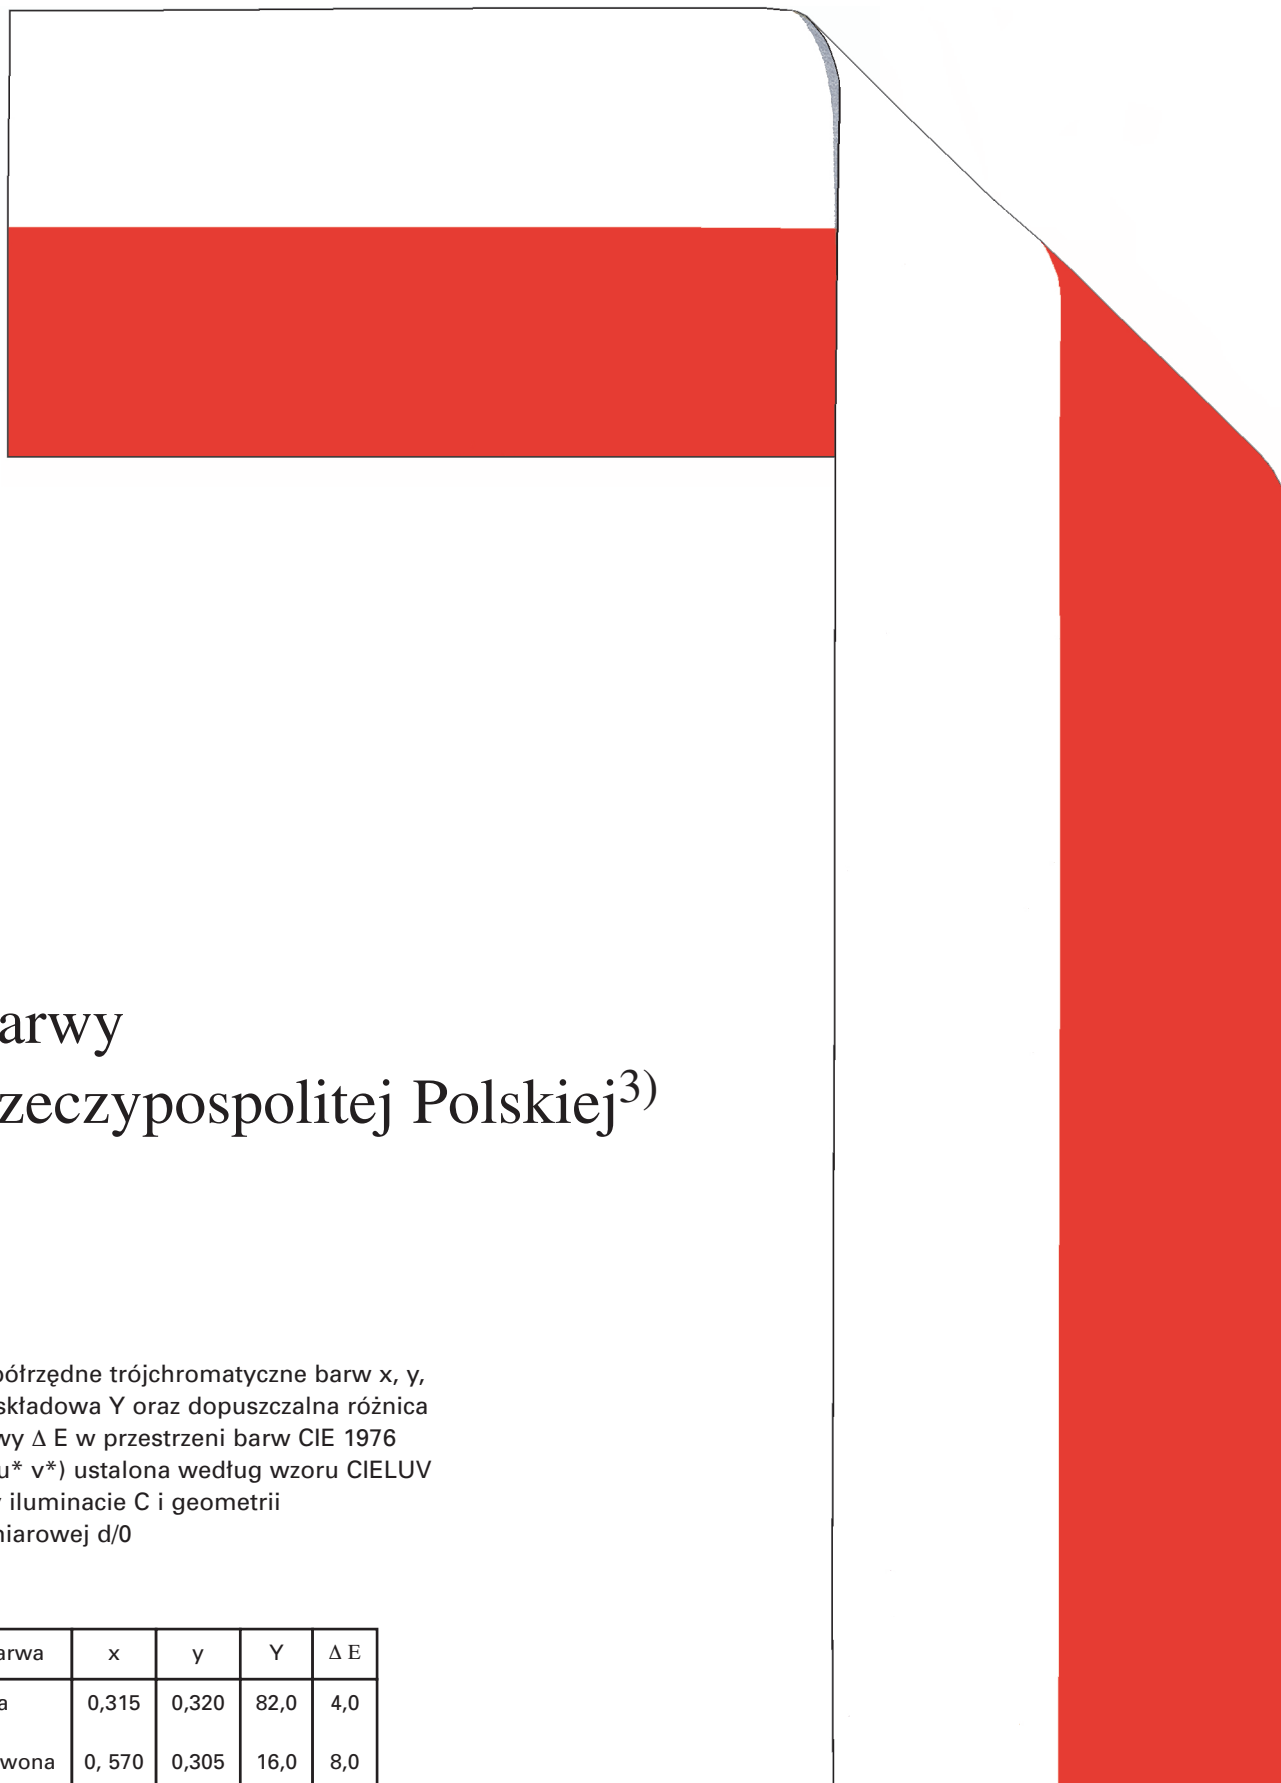 arwy
zeczypospolitej Polskiej3)
półrzędne trójchromatyczne barw x, y,
składowa Y oraz dopuszczalna różnica
wy Δ E w przestrzeni barw CIE 1976
u* v*) ustalona według wzoru CIELUV
y iluminacie C i geometrii
niarowej d/0
arwa x y Y Δ E
a 0,315 0,320 82,0 4,0
wona 0, 570 0,305 16,0 8,0